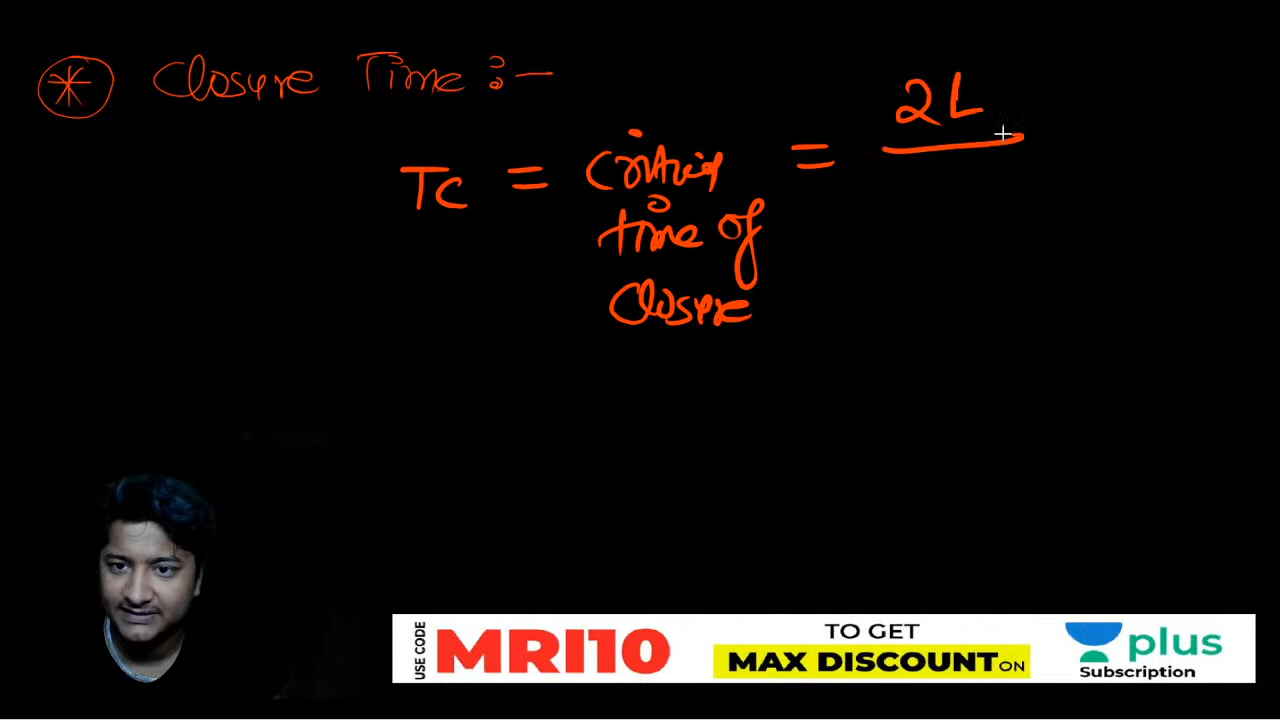 * Closure Time :-
TC = Critical time of closure = 2L
USE CODE
MRI10
TO GET
MAX DISCOUNT ON
plus
Subscription